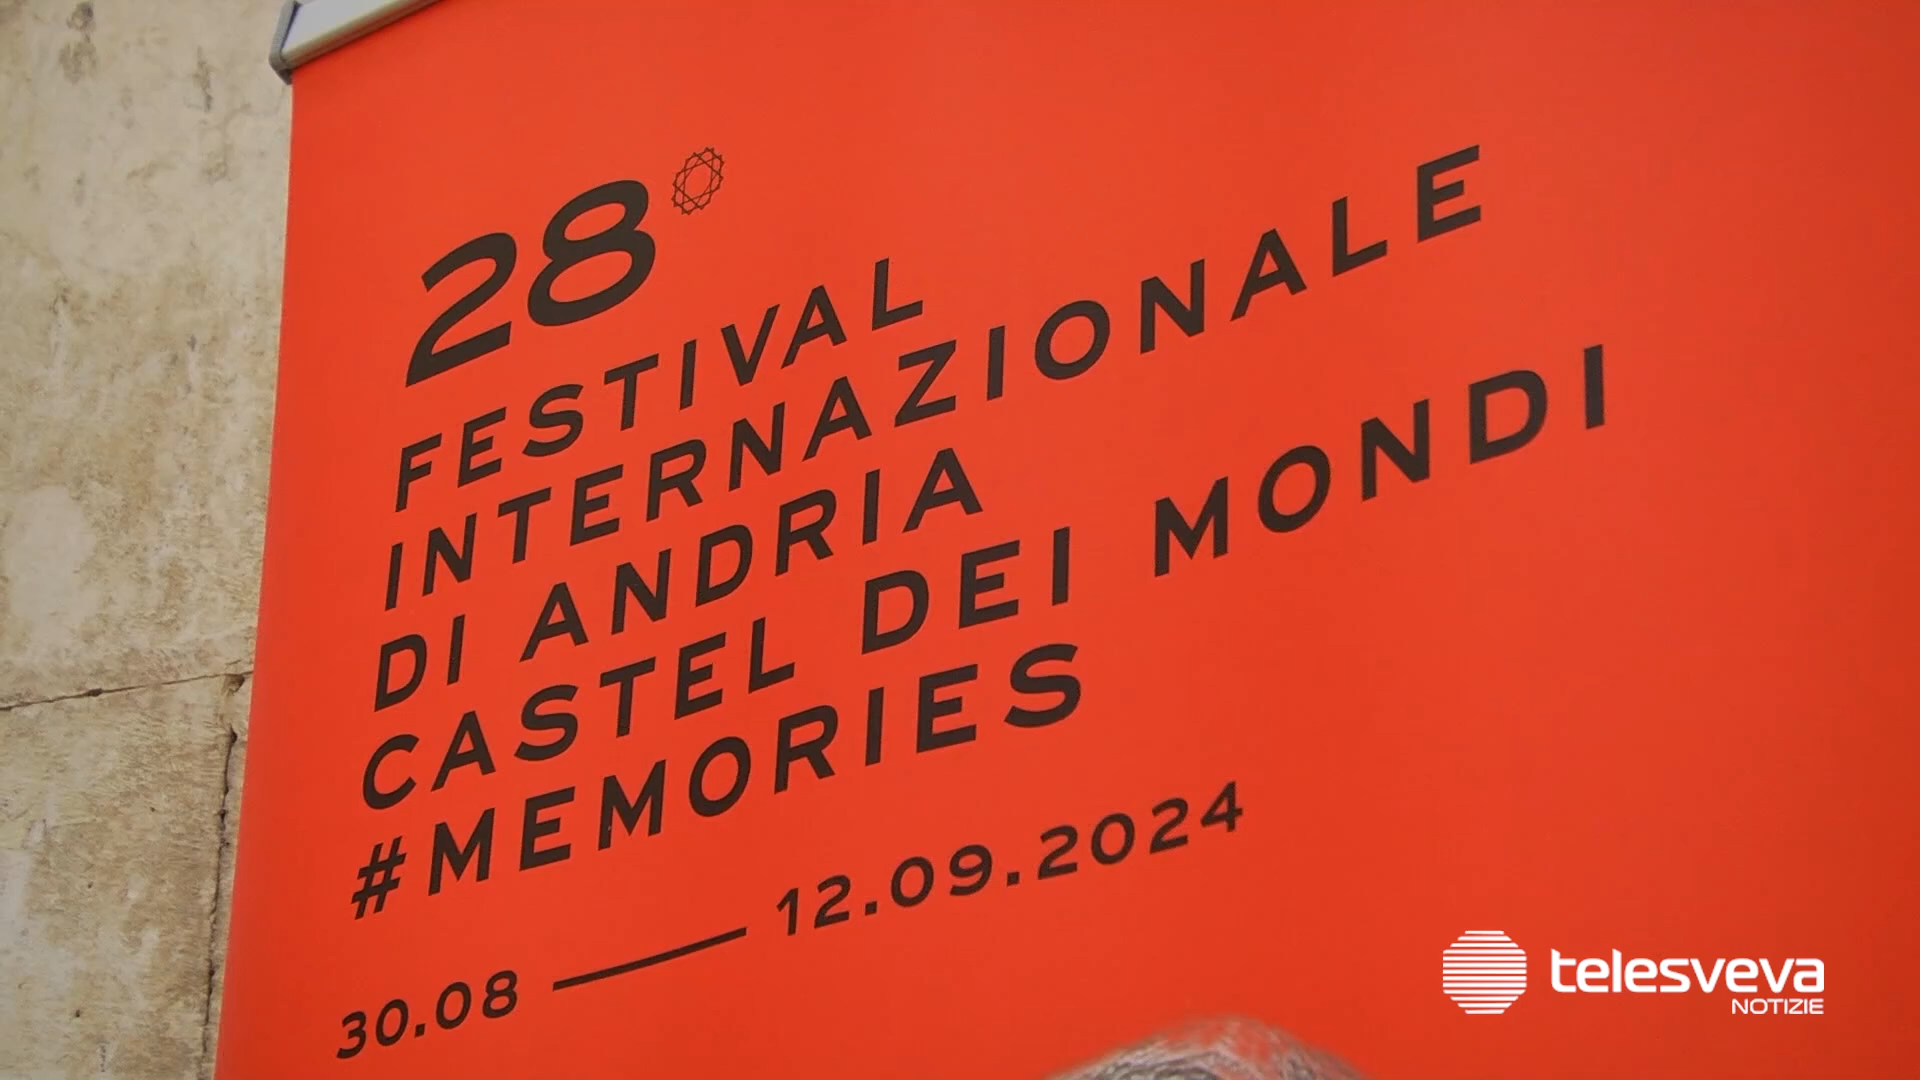 28°
FESTIVAL
INTERNAZIONALE
DI ANDRIA
CASTEL DEI MONDI
#MEMORIES
30.08 — 12.09.2024
telesveva
NOTIZIE